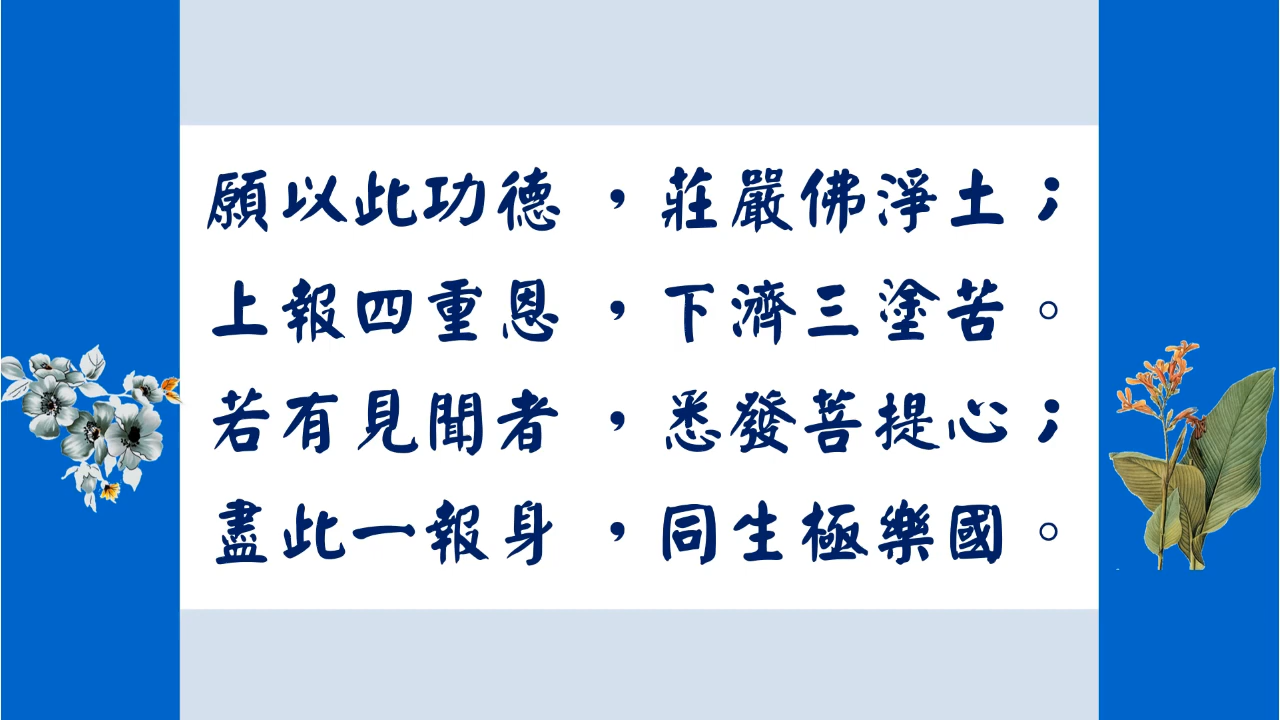 願以此功德，莊嚴佛淨土；
上報四重恩，下濟三塗苦。
若有見聞者，悉發菩提心；
盡此一報身，同生極樂國。